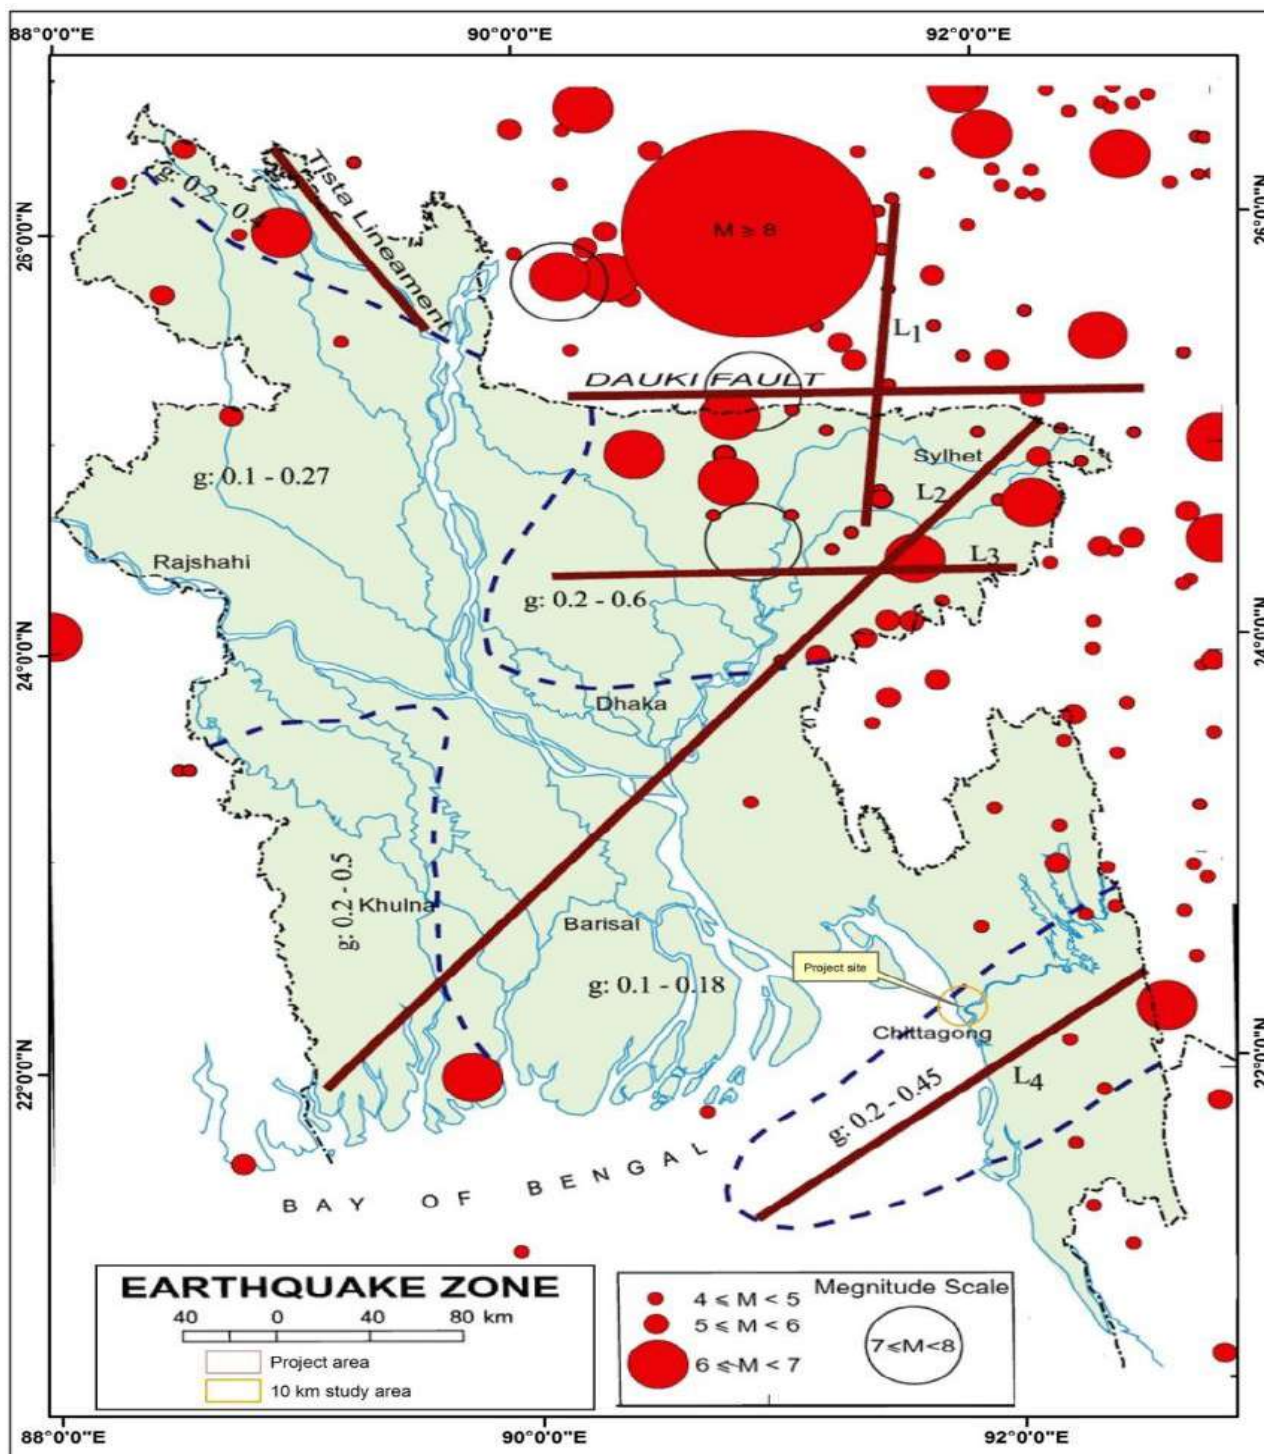 88°0'0"E
90°0'0"E
92°0'0"E
26°0'0"N
26°0'0"N
24°0'0"N
24°0'0"N
22°0'0"N
22°0'0"N
g: 0.2 - 0.4
Tista Lineament
M ≥ 8
L1
DAUKI FAULT
Sylhet
g: 0.1 - 0.27
L2
Rajshahi
L3
g: 0.2 - 0.6
Dhaka
g: 0.2 - 0.5
Khulna
Barisal
Project site
g: 0.1 - 0.18
Chittagong
L4
g: 0.2 - 0.45
BAY OF BENGAL
EARTHQUAKE ZONE
40 0 40 80 km
Project area
10 km study area
Megnitude Scale
4 ≤ M < 5
5 ≤ M < 6
6 ≤ M < 7
7≤M<8
88°0'0"E
90°0'0"E
92°0'0"E